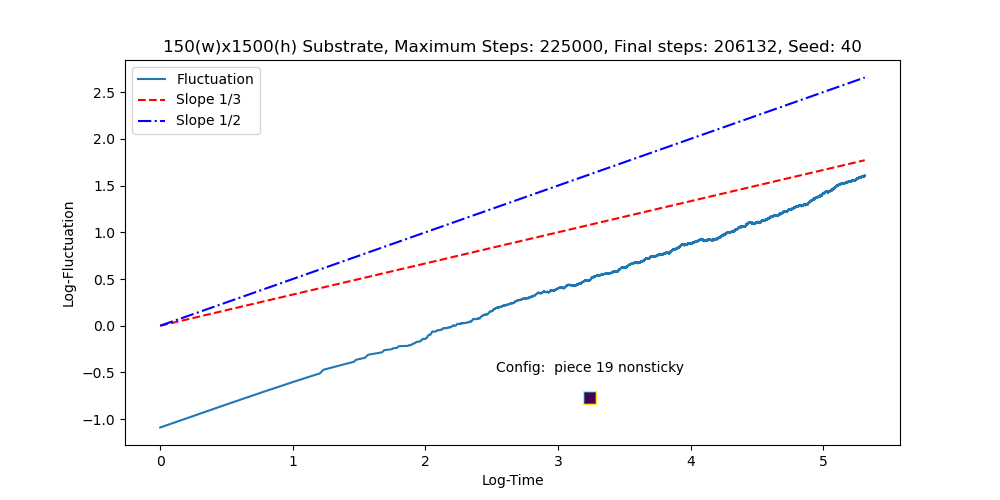 150(w)x1500(h) Substrate, Maximum Steps: 225000, Final steps: 206132, Seed: 40
Fluctuation
Slope 1/3
Slope 1/2
2.5
2.0
1.5
1.0
0.5
0.0
−0.5
−1.0
Log-Fluctuation
Config:  piece 19 nonsticky
0 1 2 3 4 5
Log-Time